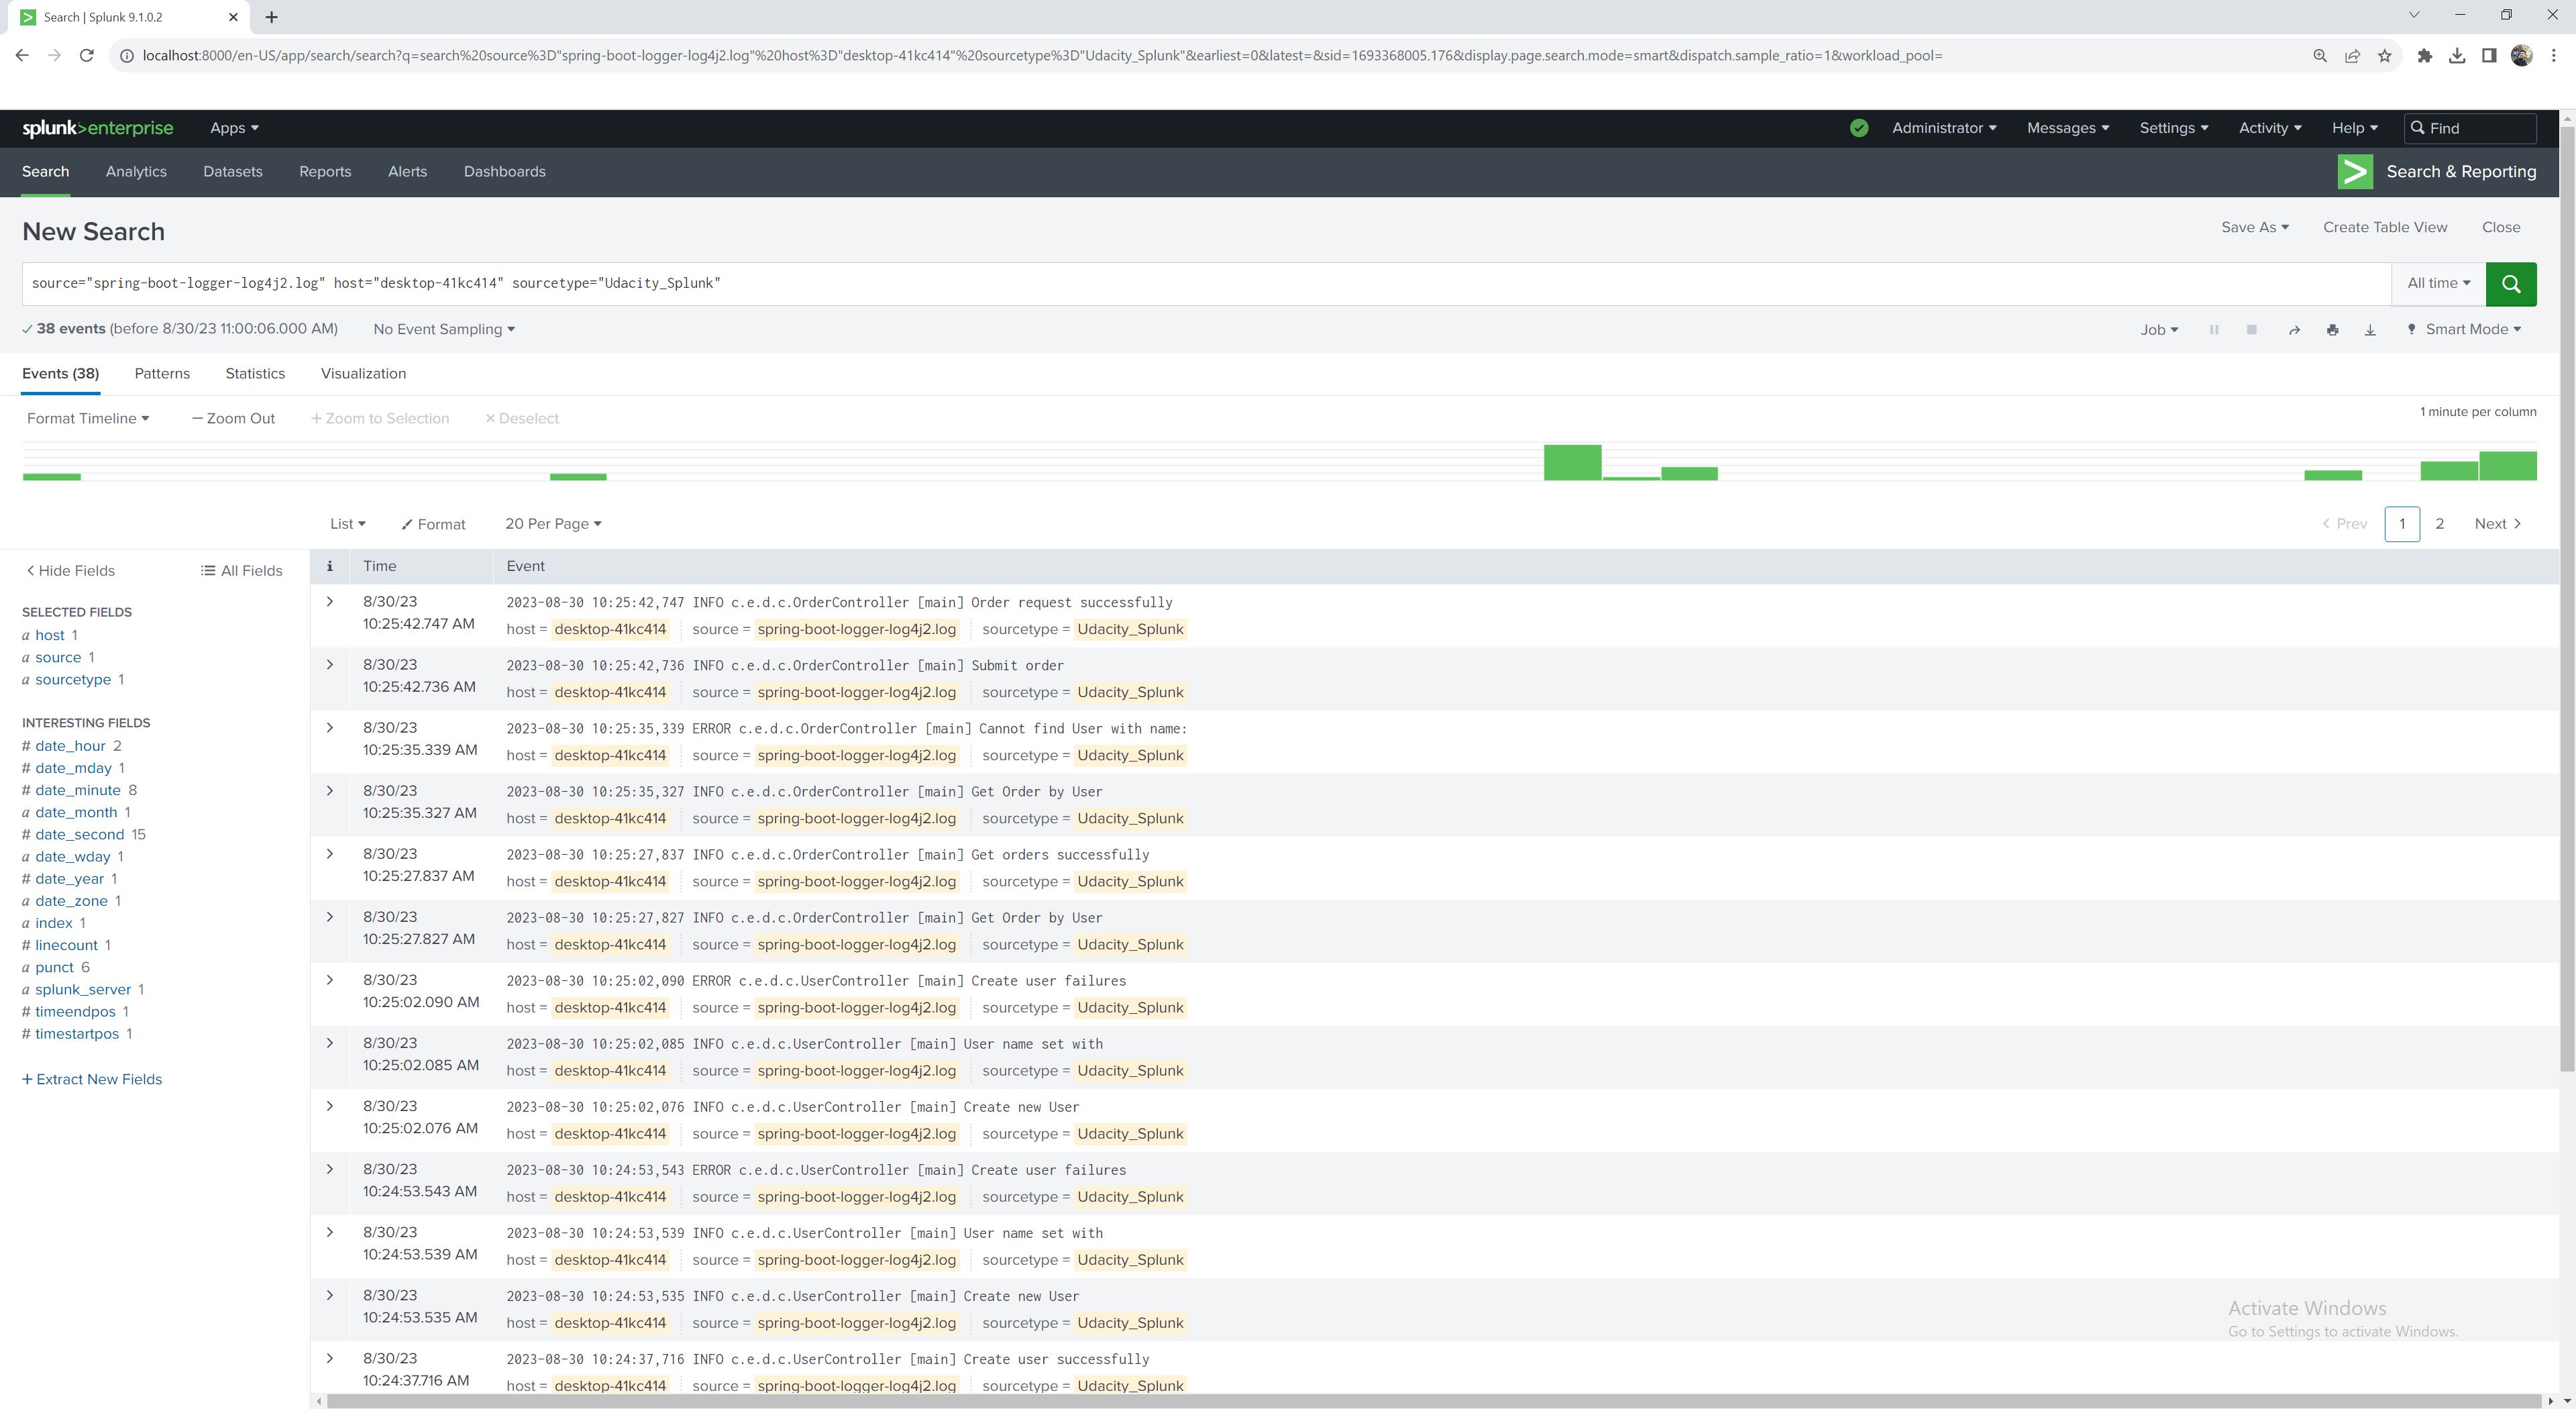 Search | Splunk 9.1.0.2
localhost:8000/en-US/app/search/search?q=search%20source%3D"spring-boot-logger-log4j2.log"%20host%3D"desktop-41kc414"%20sourcetype%3D"Udacity_Splunk"&earliest=0&latest=&sid=1693368005.176&display.page.search.mode=smart&dispatch.sample_ratio=1&workload_pool=
splunk>enterprise Apps Administrator Messages Settings Activity Help Find
Search Analytics Datasets Reports Alerts Dashboards Search & Reporting
New Search Save As Create Table View Close
source="spring-boot-logger-log4j2.log" host="desktop-41kc414" sourcetype="Udacity_Splunk" All time
38 events (before 8/30/23 11:00:06.000 AM) No Event Sampling Job Smart Mode
Events (38) Patterns Statistics Visualization
Format Timeline — Zoom Out + Zoom to Selection × Deselect 1 minute per column
List Format 20 Per Page < Prev 1 2 Next >
< Hide Fields All Fields
SELECTED FIELDS
a host 1
a source 1
a sourcetype 1
INTERESTING FIELDS
# date_hour 2
# date_mday 1
# date_minute 8
a date_month 1
# date_second 15
a date_wday 1
# date_year 1
a date_zone 1
a index 1
# linecount 1
a punct 6
a splunk_server 1
# timeendpos 1
# timestartpos 1
+ Extract New Fields
i Time Event
8/30/23 2023-08-30 10:25:42,747 INFO c.e.d.c.OrderController [main] Order request successfully
10:25:42.747 AM host = desktop-41kc414 source = spring-boot-logger-log4j2.log sourcetype = Udacity_Splunk
8/30/23 2023-08-30 10:25:42,736 INFO c.e.d.c.OrderController [main] Submit order
10:25:42.736 AM host = desktop-41kc414 source = spring-boot-logger-log4j2.log sourcetype = Udacity_Splunk
8/30/23 2023-08-30 10:25:35,339 ERROR c.e.d.c.OrderController [main] Cannot find User with name:
10:25:35.339 AM host = desktop-41kc414 source = spring-boot-logger-log4j2.log sourcetype = Udacity_Splunk
8/30/23 2023-08-30 10:25:35,327 INFO c.e.d.c.OrderController [main] Get Order by User
10:25:35.327 AM host = desktop-41kc414 source = spring-boot-logger-log4j2.log sourcetype = Udacity_Splunk
8/30/23 2023-08-30 10:25:27,837 INFO c.e.d.c.OrderController [main] Get orders successfully
10:25:27.837 AM host = desktop-41kc414 source = spring-boot-logger-log4j2.log sourcetype = Udacity_Splunk
8/30/23 2023-08-30 10:25:27,827 INFO c.e.d.c.OrderController [main] Get Order by User
10:25:27.827 AM host = desktop-41kc414 source = spring-boot-logger-log4j2.log sourcetype = Udacity_Splunk
8/30/23 2023-08-30 10:25:02,090 ERROR c.e.d.c.UserController [main] Create user failures
10:25:02.090 AM host = desktop-41kc414 source = spring-boot-logger-log4j2.log sourcetype = Udacity_Splunk
8/30/23 2023-08-30 10:25:02,085 INFO c.e.d.c.UserController [main] User name set with
10:25:02.085 AM host = desktop-41kc414 source = spring-boot-logger-log4j2.log sourcetype = Udacity_Splunk
8/30/23 2023-08-30 10:25:02,076 INFO c.e.d.c.UserController [main] Create new User
10:25:02.076 AM host = desktop-41kc414 source = spring-boot-logger-log4j2.log sourcetype = Udacity_Splunk
8/30/23 2023-08-30 10:24:53,543 ERROR c.e.d.c.UserController [main] Create user failures
10:24:53.543 AM host = desktop-41kc414 source = spring-boot-logger-log4j2.log sourcetype = Udacity_Splunk
8/30/23 2023-08-30 10:24:53,539 INFO c.e.d.c.UserController [main] User name set with
10:24:53.539 AM host = desktop-41kc414 source = spring-boot-logger-log4j2.log sourcetype = Udacity_Splunk
8/30/23 2023-08-30 10:24:53,535 INFO c.e.d.c.UserController [main] Create new User
10:24:53.535 AM host = desktop-41kc414 source = spring-boot-logger-log4j2.log sourcetype = Udacity_Splunk
8/30/23 2023-08-30 10:24:37,716 INFO c.e.d.c.UserController [main] Create user successfully
10:24:37.716 AM host = desktop-41kc414 source = spring-boot-logger-log4j2.log sourcetype = Udacity_Splunk
Activate Windows
Go to Settings to activate Windows.